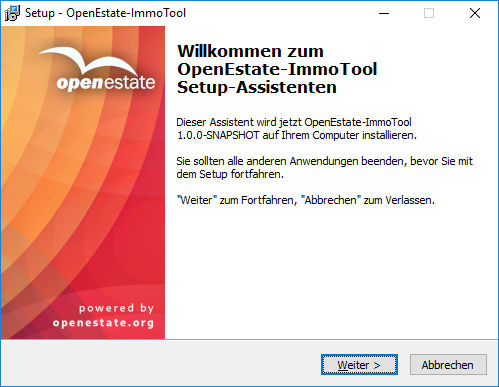 Setup - OpenEstate-ImmoTool
openestate
Willkommen zum
OpenEstate-ImmoTool
Setup-Assistenten
Dieser Assistent wird jetzt OpenEstate-ImmoTool
1.0.0-SNAPSHOT auf Ihrem Computer installieren.
Sie sollten alle anderen Anwendungen beenden, bevor Sie mit
dem Setup fortfahren.
"Weiter" zum Fortfahren, "Abbrechen" zum Verlassen.
powered by
openestate.org
Weiter >
Abbrechen